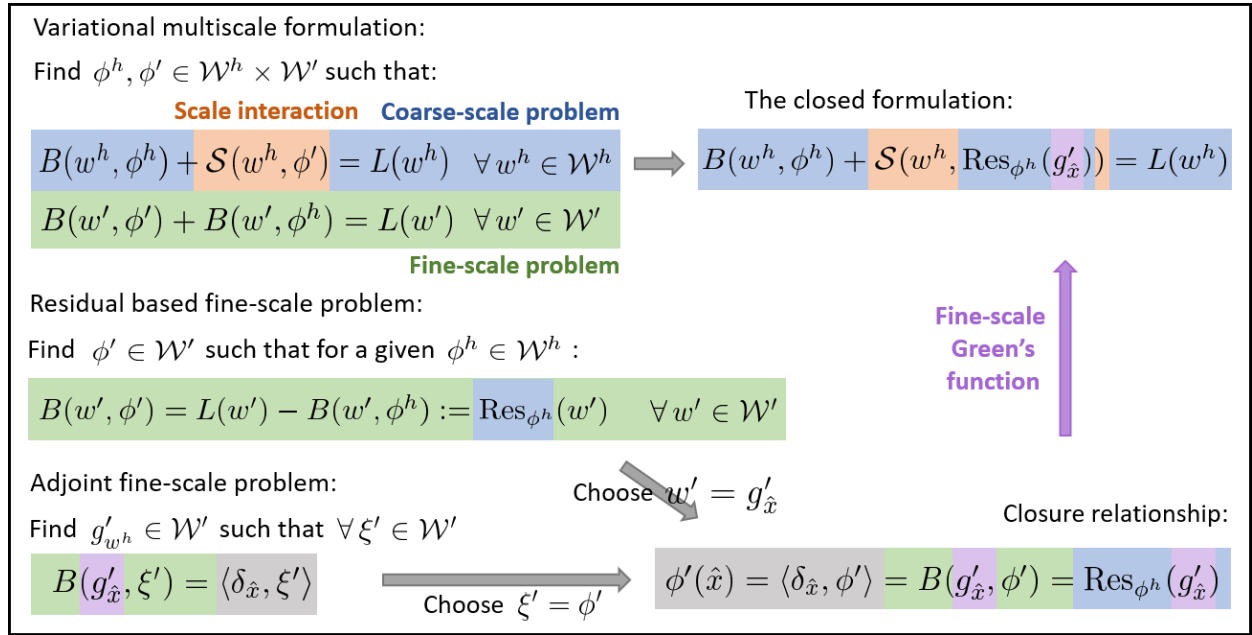 Variational multiscale formulation:
Find ϕ^h, ϕ′ ∈ 𝒲^h × 𝒲′ such that:
Scale interaction Coarse-scale problem
B(w^h, ϕ^h) + 𝒮(w^h, ϕ′) = L(w^h) ∀ w^h ∈ 𝒲^h
B(w′, ϕ′) + B(w′, ϕ^h) = L(w′) ∀ w′ ∈ 𝒲′
Fine-scale problem
The closed formulation:
B(w^h, ϕ^h) + 𝒮(w^h, Res_{ϕ^h}(g′_x̂)) = L(w^h)
Residual based fine-scale problem:
Find ϕ′ ∈ 𝒲′ such that for a given ϕ^h ∈ 𝒲^h :
B(w′, ϕ′) = L(w′) − B(w′, ϕ^h) := Res_{ϕ^h}(w′) ∀ w′ ∈ 𝒲′
Fine-scale
Green's
function
Adjoint fine-scale problem:
Find g′_{w^h} ∈ 𝒲′ such that ∀ ξ′ ∈ 𝒲′
B(g′_x̂, ξ′) = ⟨δ_x̂, ξ′⟩
Choose w′ = g′_x̂
Choose ξ′ = ϕ′
Closure relationship:
ϕ′(x̂) = ⟨δ_x̂, ϕ′⟩ = B(g′_x̂, ϕ′) = Res_{ϕ^h}(g′_x̂)